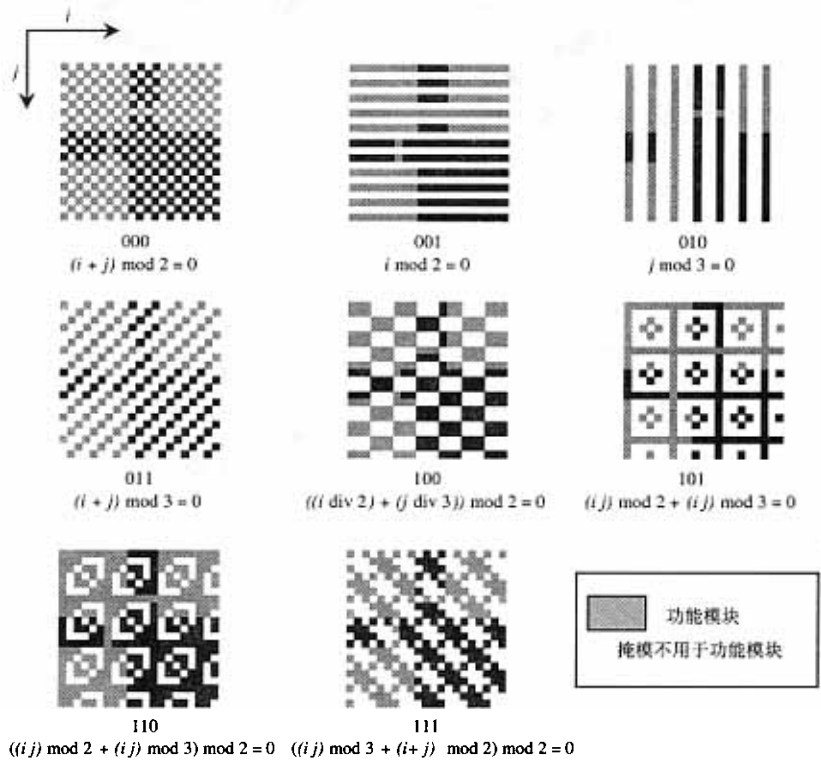 i
j
000
(i + j) mod 2 = 0
001
i mod 2 = 0
010
j mod 3 = 0
011
(i + j) mod 3 = 0
100
((i div 2) + (j div 3)) mod 2 = 0
101
(i j) mod 2 + (i j) mod 3 = 0
110
((i j) mod 2 + (i j) mod 3) mod 2 = 0
111
((i j) mod 3 + (i+ j) mod 2) mod 2 = 0
功能模块
掩模不用于功能模块